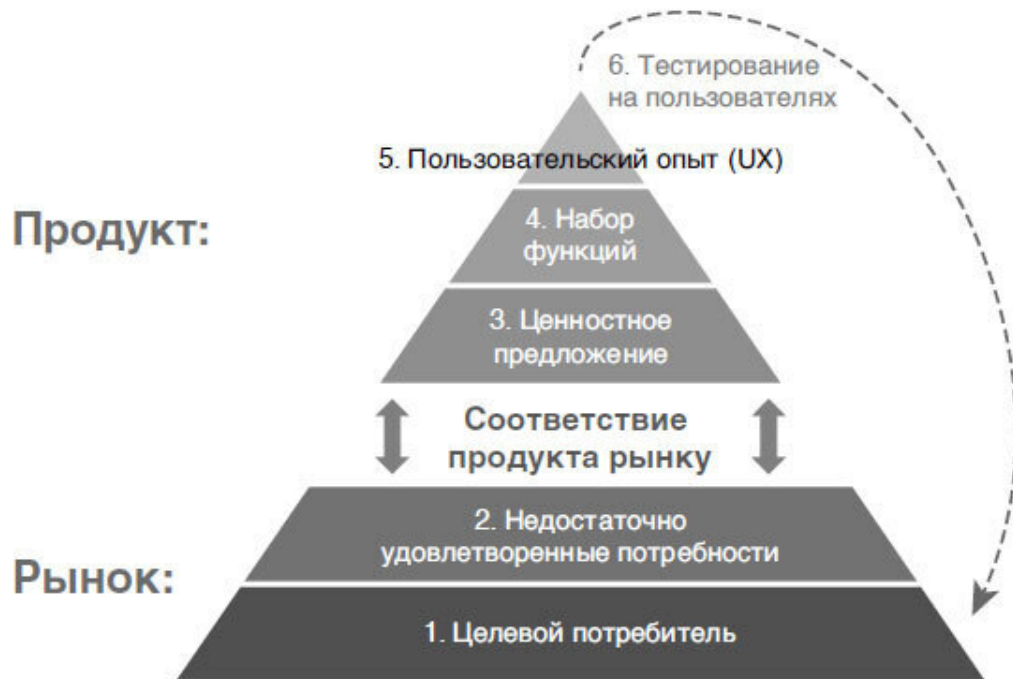 6. Тестирование
на пользователях
5. Пользовательский опыт (UX)
Продукт:
4. Набор
функций
3. Ценностное
предложение
Соответствие
продукта рынку
2. Недостаточно
удовлетворенные потребности
Рынок:
1. Целевой потребитель